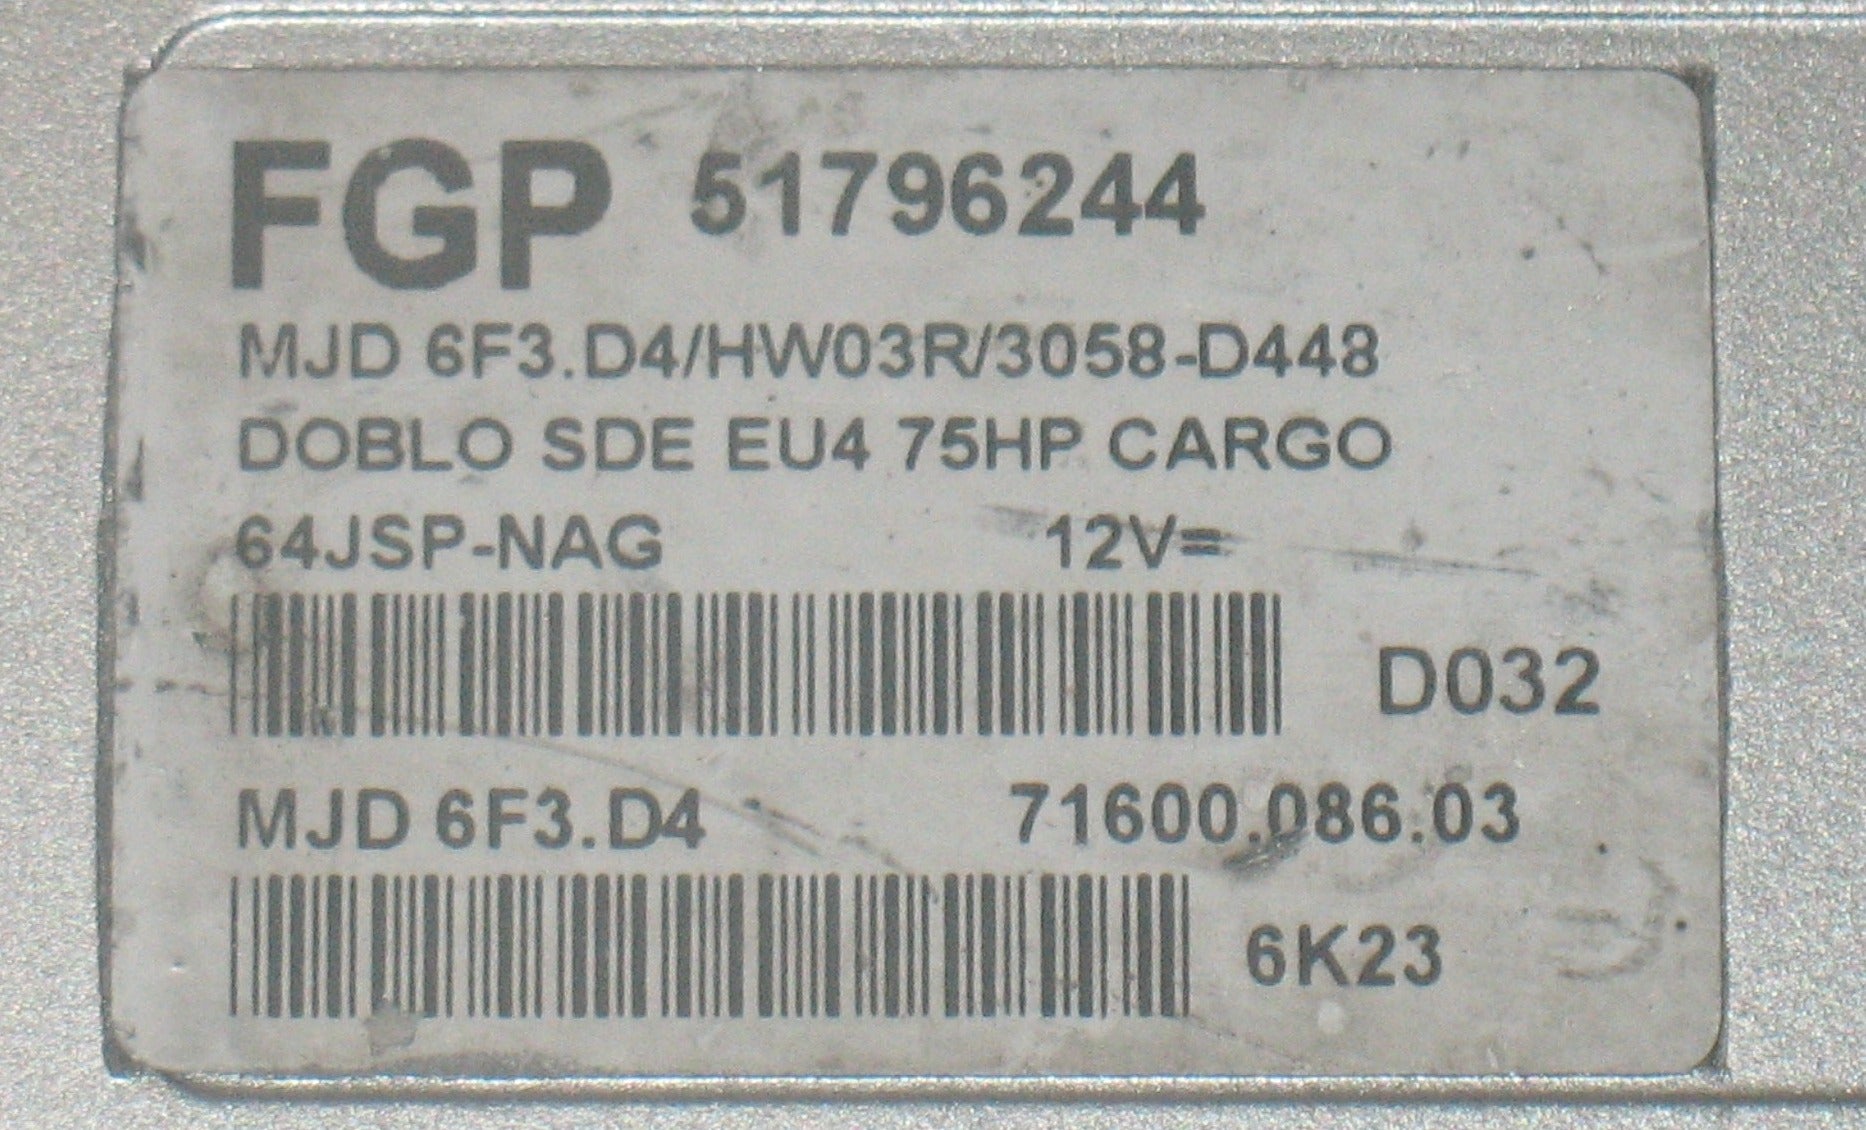 FGP 51796244
MJD 6F3.D4/HW03R/3058-D448
DOBLO SDE EU4 75HP CARGO
64JSP-NAG 12V=
D032
MJD 6F3.D4 71600.086.03
6K23